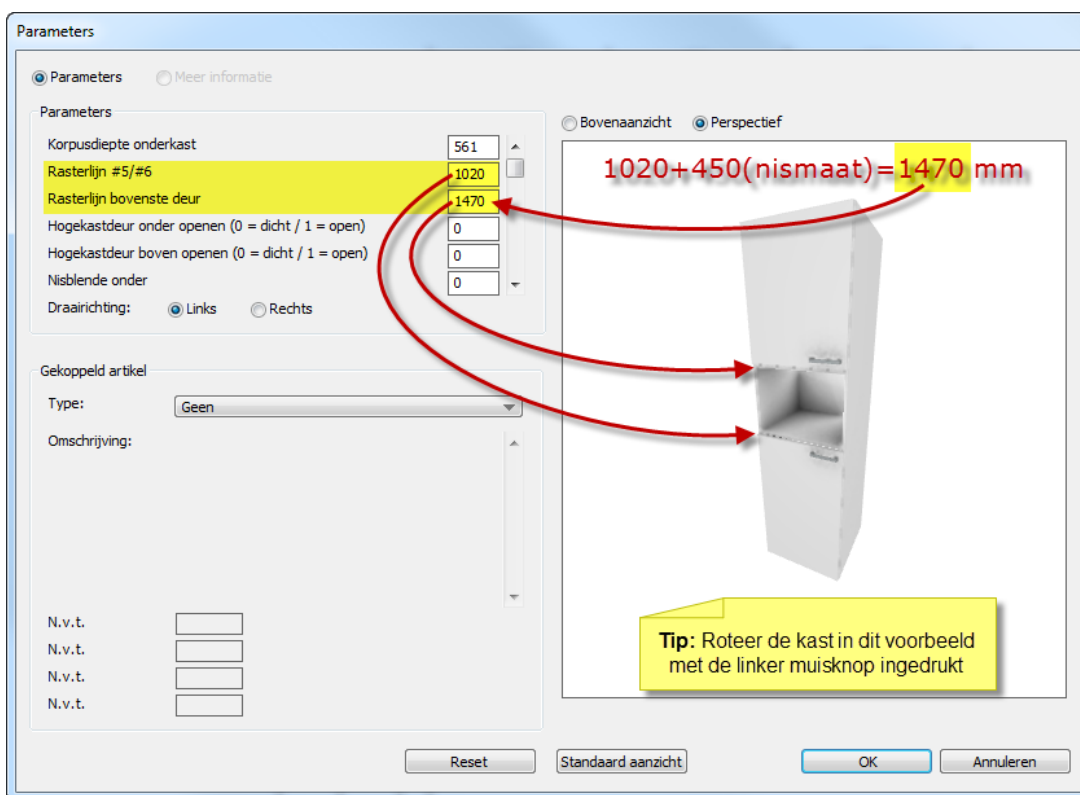 Parameters
Parameters
Meer informatie
Parameters
Korpusdiepte onderkast
561
Rasterlijn #5/#6
1020
Rasterlijn bovenste deur
1470
Hogekastdeur onder openen (0 = dicht / 1 = open)
0
Hogekastdeur boven openen (0 = dicht / 1 = open)
0
Nisblende onder
0
Draairichting:
Links
Rechts
Gekoppeld artikel
Type:
Geen
Omschrijving:
N.v.t.
N.v.t.
N.v.t.
N.v.t.
Bovenaanzicht
Perspectief
1020+450(nismaat)=1470 mm
Tip: Roteer de kast in dit voorbeeld
met de linker muisknop ingedrukt
Reset
Standaard aanzicht
OK
Annuleren